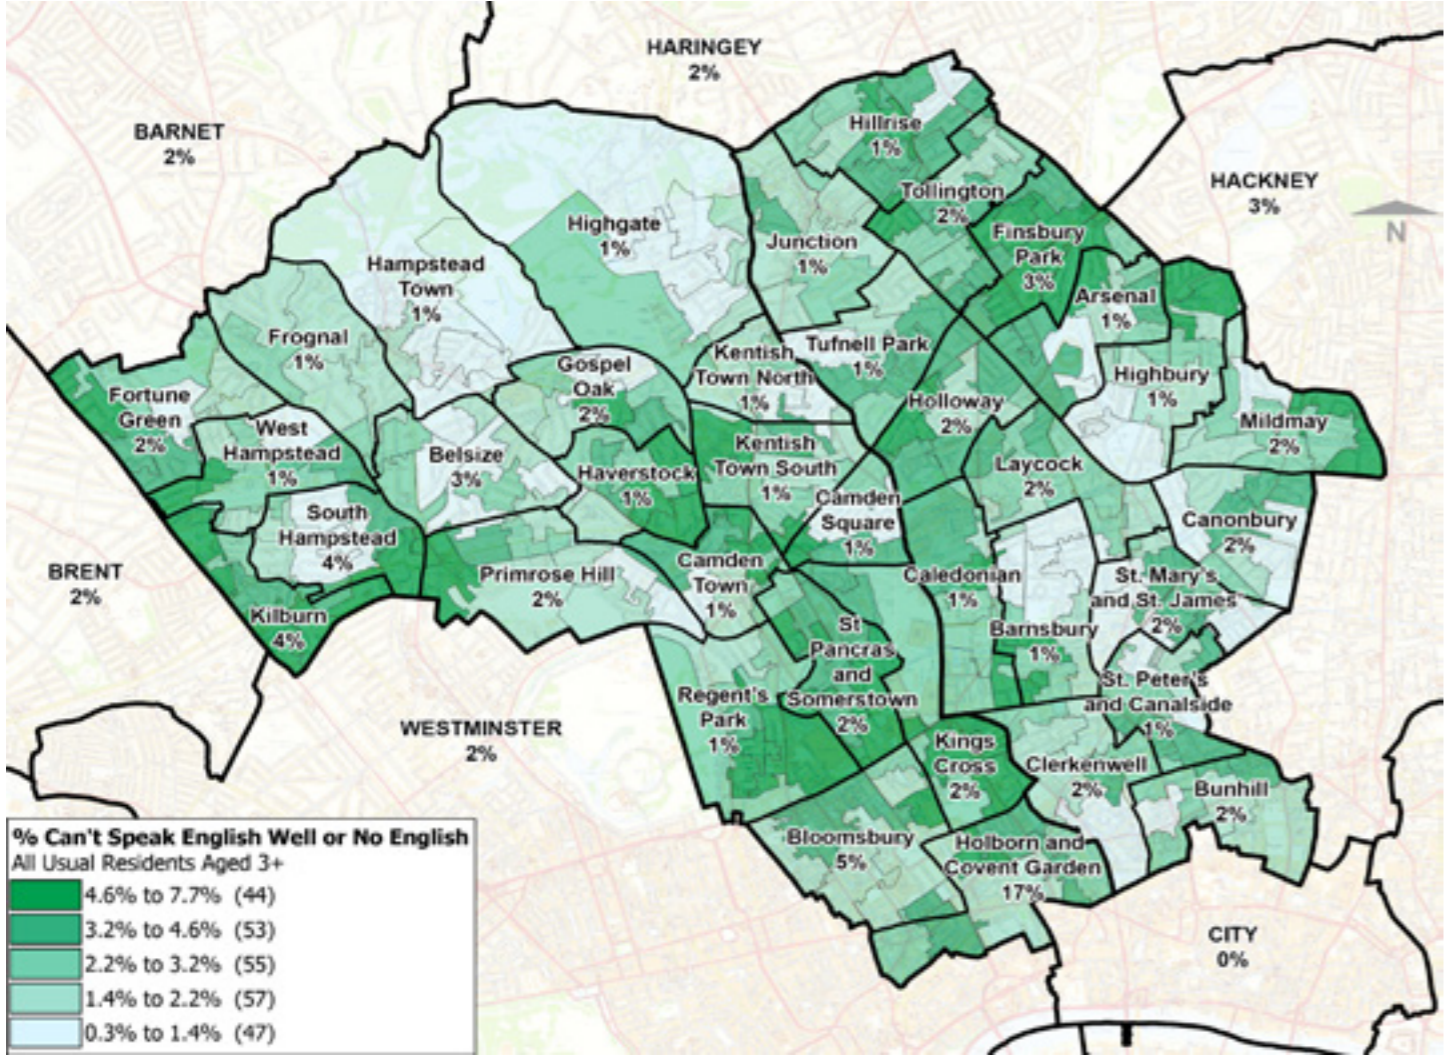 HARINGEY
2%
BARNET
2%
HACKNEY
3%
N
Hillrise
1%
Tollington
2%
Finsbury
Park
3%
Highgate
1%
Junction
1%
Hampstead
Town
1%
Arsenal
1%
Frognal
1%
Tufnell Park
1%
Kentish
Town North
1%
Gospel
Oak
2%
Highbury
1%
Fortune
Green
2%
Holloway
2%
Mildmay
2%
West
Hampstead
1%
Belsize
3%
Haverstock
1%
Kentish
Town South
1%
Laycock
2%
Camden
Square
1%
South
Hampstead
4%
Canonbury
2%
BRENT
2%
Primrose Hill
2%
Camden
Town
1%
Caledonian
1%
St. Mary's
and St. James
2%
Kilburn
4%
St
Pancras
and
Somerstown
2%
Barnsbury
1%
Regent's
Park
1%
St. Peter's
and Canalside
1%
WESTMINSTER
2%
Kings
Cross
2%
Clerkenwell
2%
Bunhill
2%
Bloomsbury
5%
Holborn and
Covent Garden
17%
CITY
0%
% Can't Speak English Well or No English
All Usual Residents Aged 3+
4.6% to 7.7% (44)
3.2% to 4.6% (53)
2.2% to 3.2% (55)
1.4% to 2.2% (57)
0.3% to 1.4% (47)